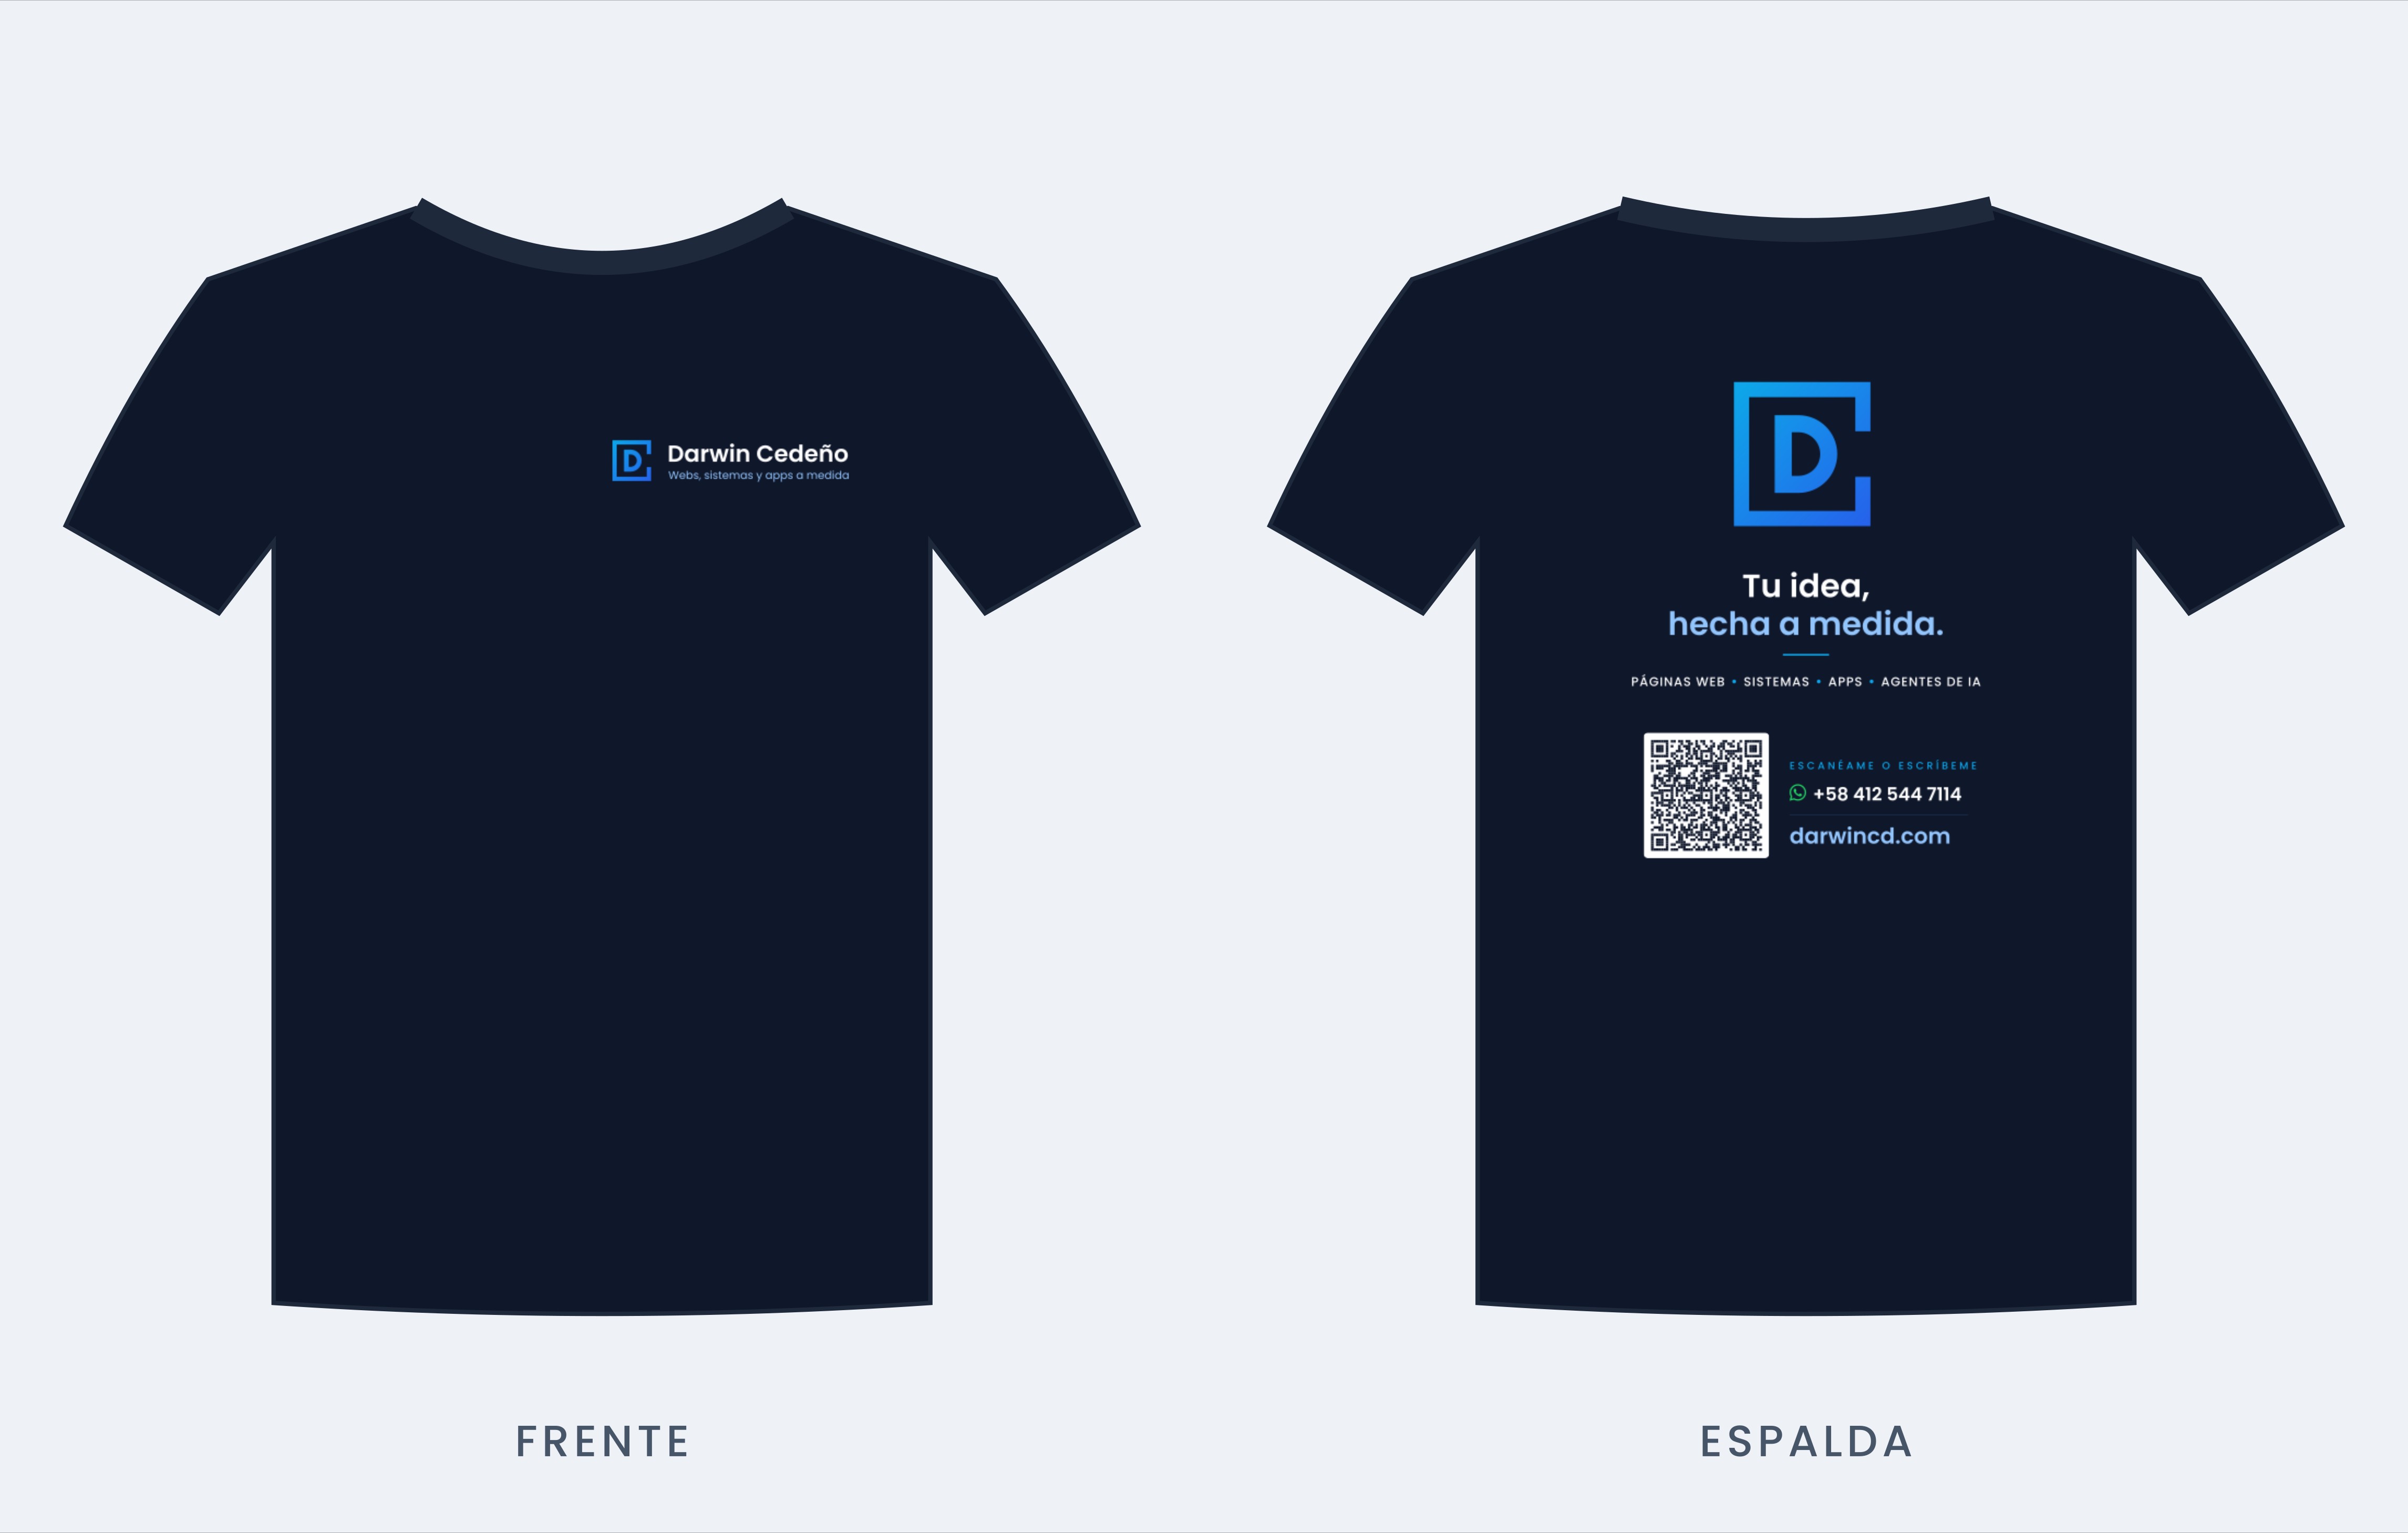 D
Darwin Cedeño
Webs, sistemas y apps a medida
D
Tu idea,
hecha a medida.
PÁGINAS WEB • SISTEMAS • APPS • AGENTES DE IA
ESCANÉAME O ESCRÍBEME
+58 412 544 7114
darwincd.com
FRENTE
ESPALDA